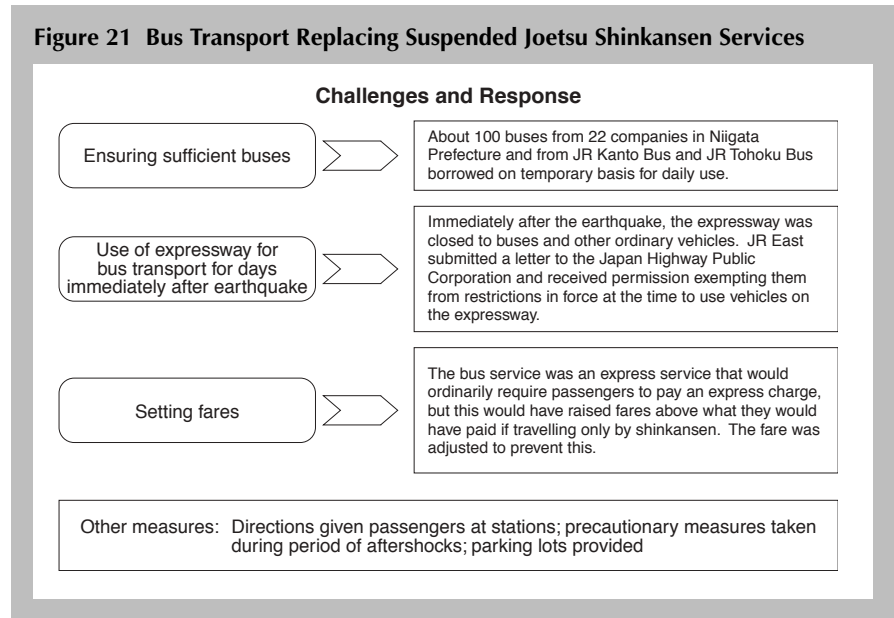 Figure 21 Bus Transport Replacing Suspended Joetsu Shinkansen Services
Challenges and Response
Ensuring sufficient buses
About 100 buses from 22 companies in Niigata
Prefecture and from JR Kanto Bus and JR Tohoku Bus
borrowed on temporary basis for daily use.
Use of expressway for
bus transport for days
immediately after earthquake
Immediately after the earthquake, the expressway was
closed to buses and other ordinary vehicles. JR East
submitted a letter to the Japan Highway Public
Corporation and received permission exempting them
from restrictions in force at the time to use vehicles on
the expressway.
Setting fares
The bus service was an express service that would
ordinarily require passengers to pay an express charge,
but this would have raised fares above what they would
have paid if travelling only by shinkansen. The fare was
adjusted to prevent this.
Other measures: Directions given passengers at stations; precautionary measures taken
during period of aftershocks; parking lots provided